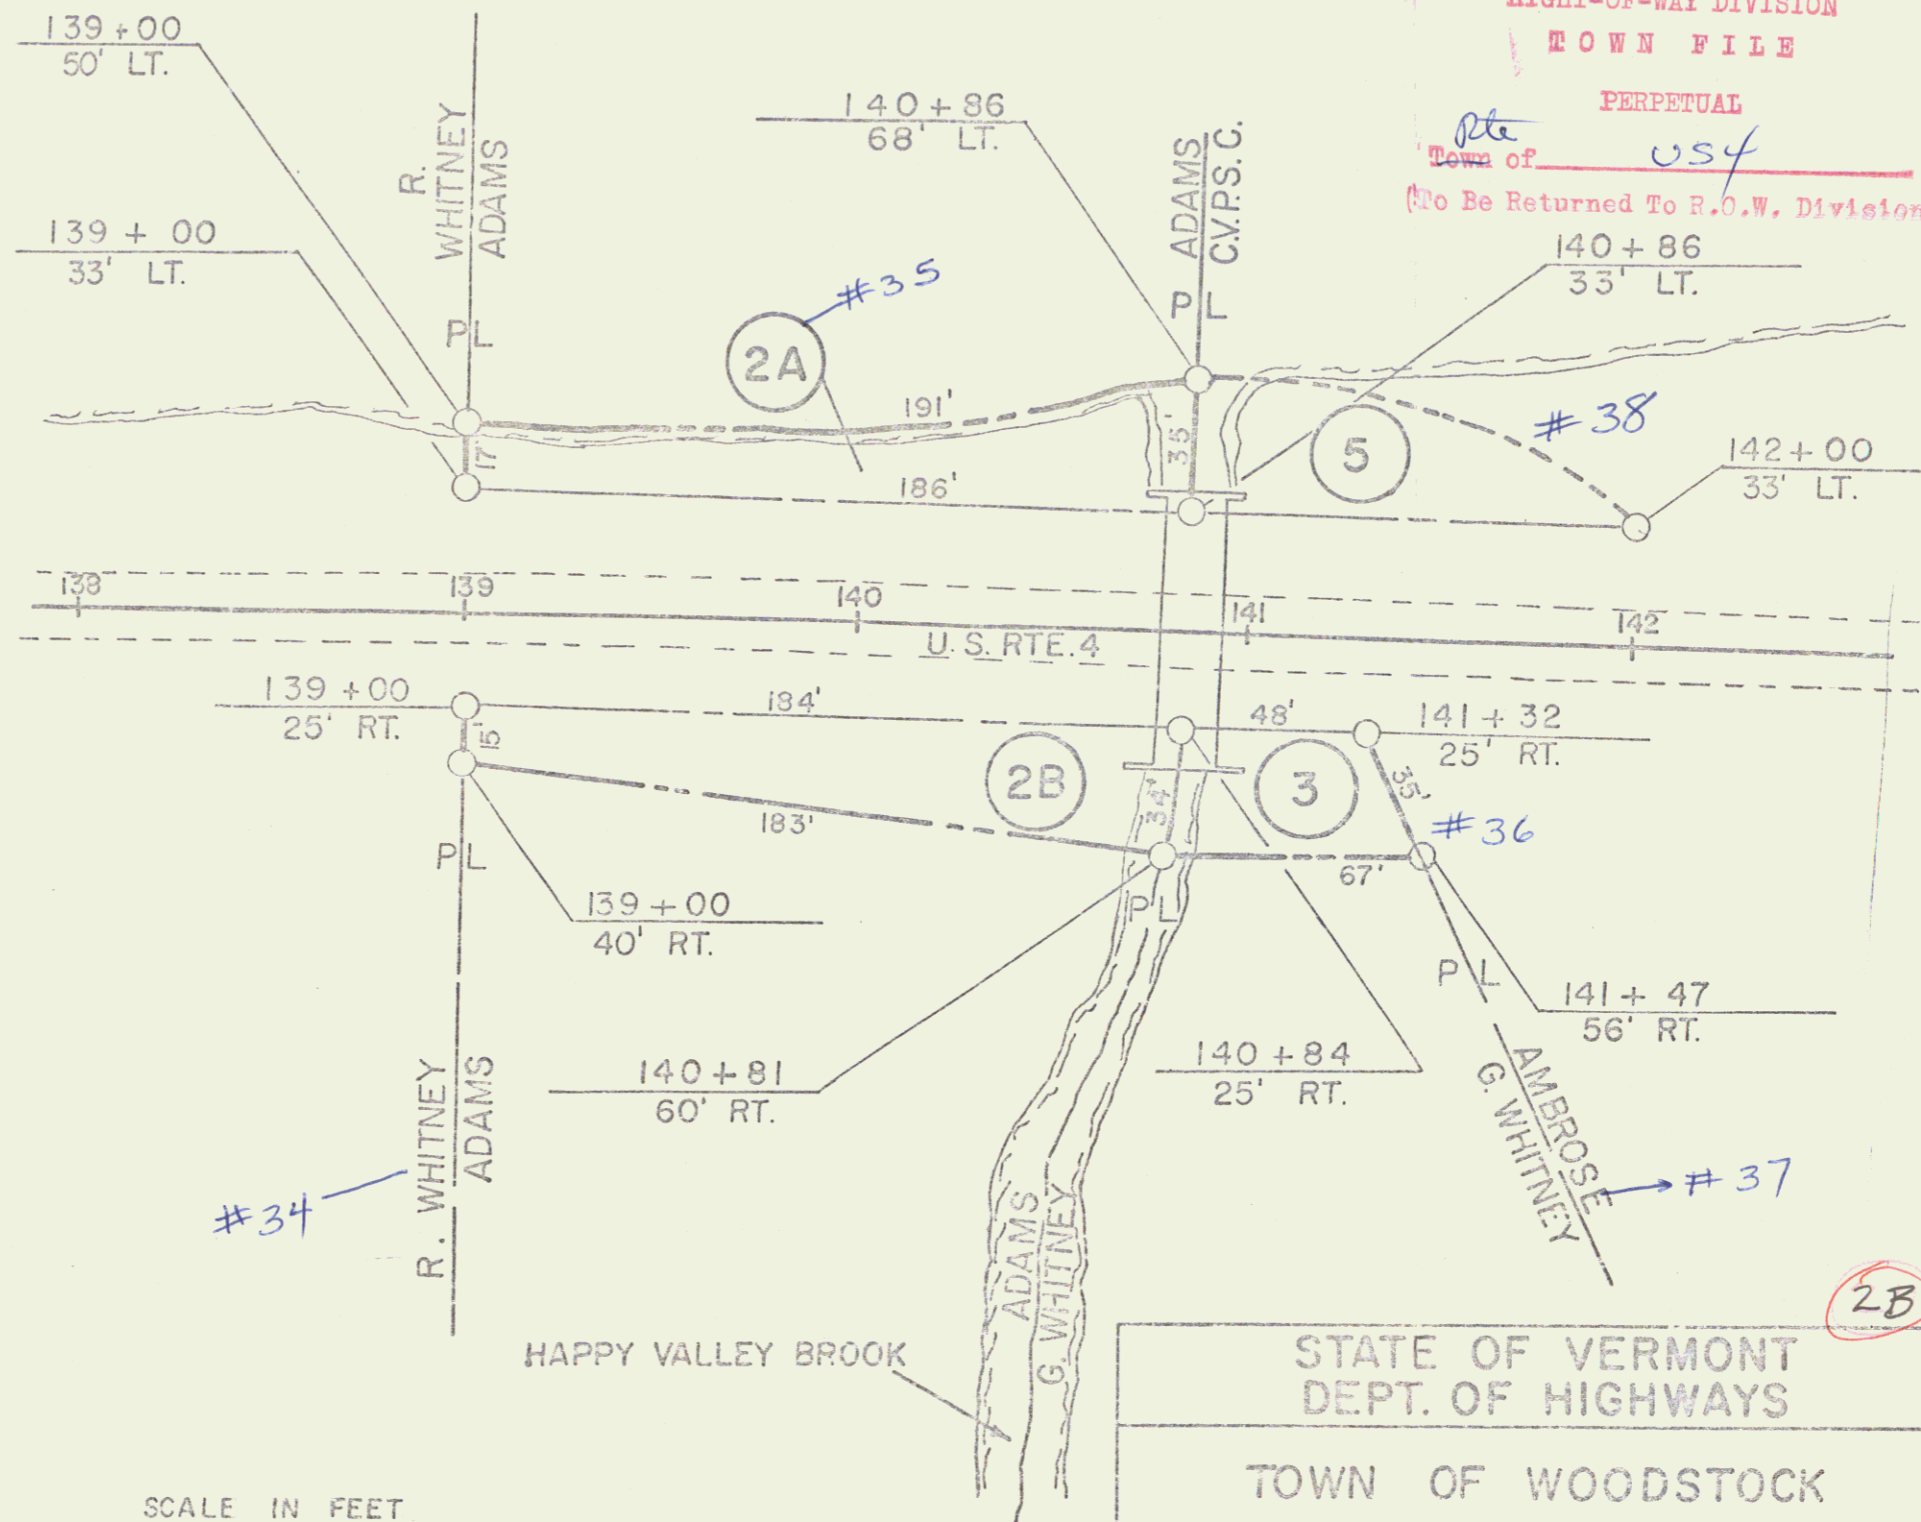 RIGHT-OF-WAY DIVISION
TOWN FILE
PERPETUAL
Rte
Town of US4
(To Be Returned To R.O.W. Division
139+00
50' LT.
R.
WHITNEY
ADAMS
140+86
68' LT.
ADAMS
C.V.P.S.C.
139 + 00
33' LT.
140+86
33' LT.
PL
PL
#35
2A
191'
17'
35'
#38
5
142+00
33' LT.
186'
138
139
140
141
142
U.S. RTE. 4
139+00
25' RT.
15'
184'
48'
141+32
25' RT.
2B
34'
3
35'
#36
183'
67'
PL
PL
PL
139+00
40' RT.
141+47
56' RT.
140+81
60' RT.
140+84
25' RT.
R. WHITNEY
ADAMS
#34
ADAMS
G. WHITNEY
AMBROSE
G. WHITNEY
#37
HAPPY VALLEY BROOK
2B
STATE OF VERMONT
DEPT. OF HIGHWAYS
TOWN OF WOODSTOCK
SCALE IN FEET